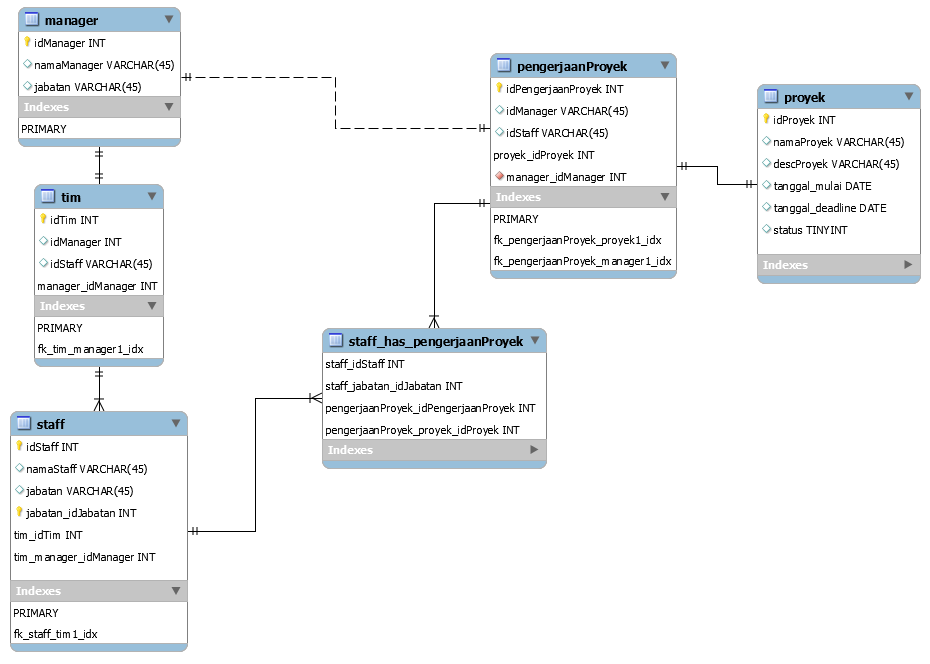 manager
idManager INT
namaManager VARCHAR(45)
jabatan VARCHAR(45)
Indexes
PRIMARY
tim
idTim INT
idManager INT
idStaff VARCHAR(45)
manager_idManager INT
Indexes
PRIMARY
fk_tim_manager1_idx
staff
idStaff INT
namaStaff VARCHAR(45)
jabatan VARCHAR(45)
jabatan_idJabatan INT
tim_idTim INT
tim_manager_idManager INT
Indexes
PRIMARY
fk_staff_tim1_idx
pengerjaanProyek
idPengerjaanProyek INT
idManager VARCHAR(45)
idStaff VARCHAR(45)
proyek_idProyek INT
manager_idManager INT
Indexes
PRIMARY
fk_pengerjaanProyek_proyek1_idx
fk_pengerjaanProyek_manager1_idx
staff_has_pengerjaanProyek
staff_idStaff INT
staff_jabatan_idJabatan INT
pengerjaanProyek_idPengerjaanProyek INT
pengerjaanProyek_proyek_idProyek INT
Indexes
proyek
idProyek INT
namaProyek VARCHAR(45)
descProyek VARCHAR(45)
tanggal_mulai DATE
tanggal_deadline DATE
status TINYINT
Indexes